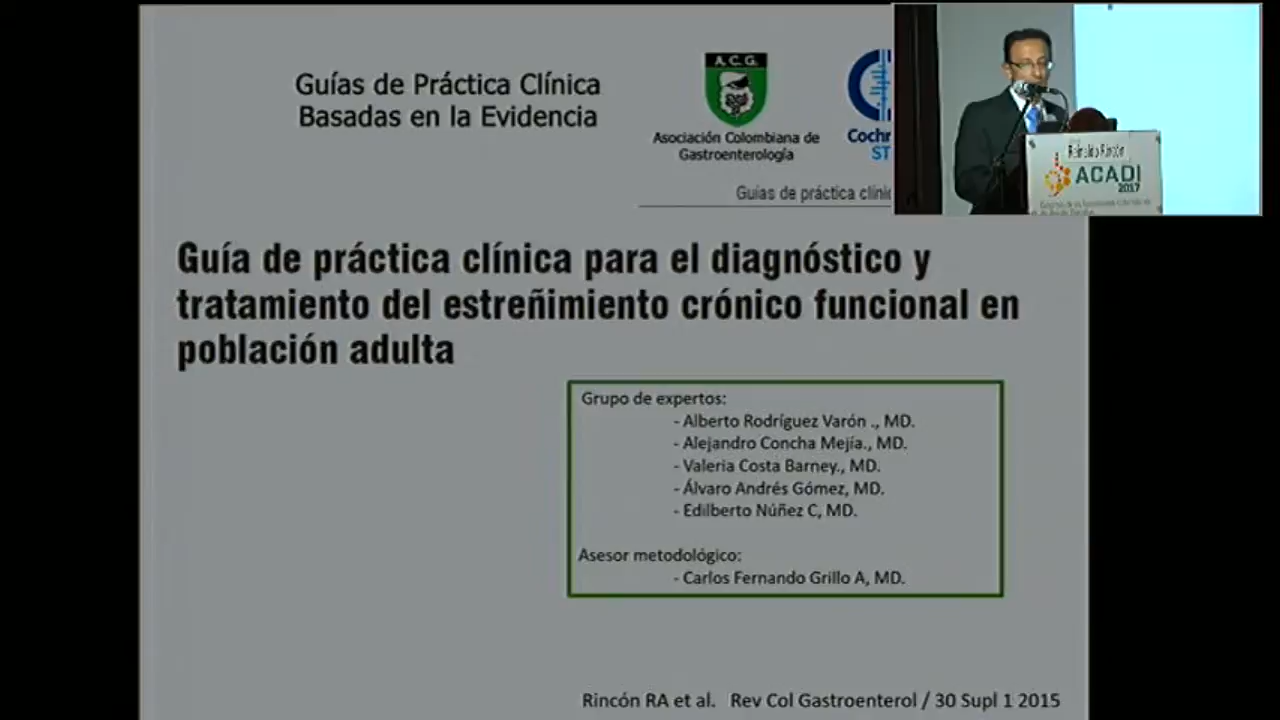 Guías de Práctica Clínica
Basadas en la Evidencia
A.C.G.
Asociación Colombiana de
Gastroenterología
Guías de práctica
Guía de práctica clínica para el diagnóstico y
tratamiento del estreñimiento crónico funcional en
población adulta
Grupo de expertos:
- Alberto Rodríguez Varón ., MD.
- Alejandro Concha Mejía., MD.
- Valeria Costa Barney., MD.
- Álvaro Andrés Gómez, MD.
- Edilberto Núñez C, MD.
Asesor metodológico:
- Carlos Fernando Grillo A, MD.
Rincón RA et al. Rev Col Gastroenterol / 30 Supl 1 2015
Reinaldo Rincón
ACADI
2017